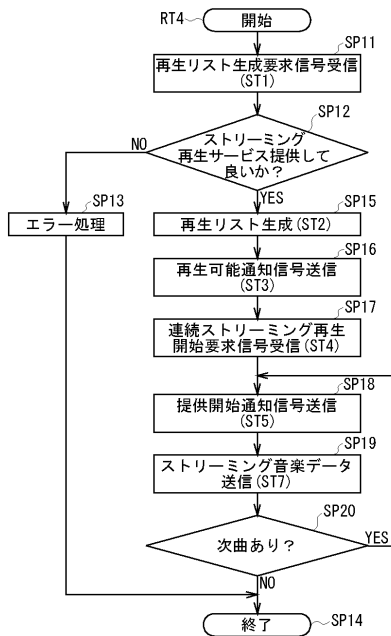 RT4
開始
SP11
再生リスト生成要求信号受信
(ST1)
SP12
ストリーミング
再生サービス提供して
良いか？
NO
YES
SP13
エラー処理
SP15
再生リスト生成(ST2)
SP16
再生可能通知信号送信
(ST3)
SP17
連続ストリーミング再生
開始要求信号受信(ST4)
SP18
提供開始通知信号送信
(ST5)
SP19
ストリーミング音楽データ
送信(ST7)
SP20
次曲あり？
YES
NO
終了
SP14